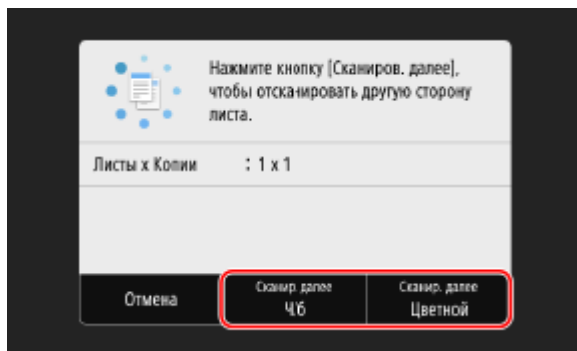 Нажмите кнопку [Сканиров. далее],
чтобы отсканировать другую сторону
листа.
Листы x Копии : 1 x 1
Отмена
Сканир. далее
Ч/б
Сканир. далее
Цветной